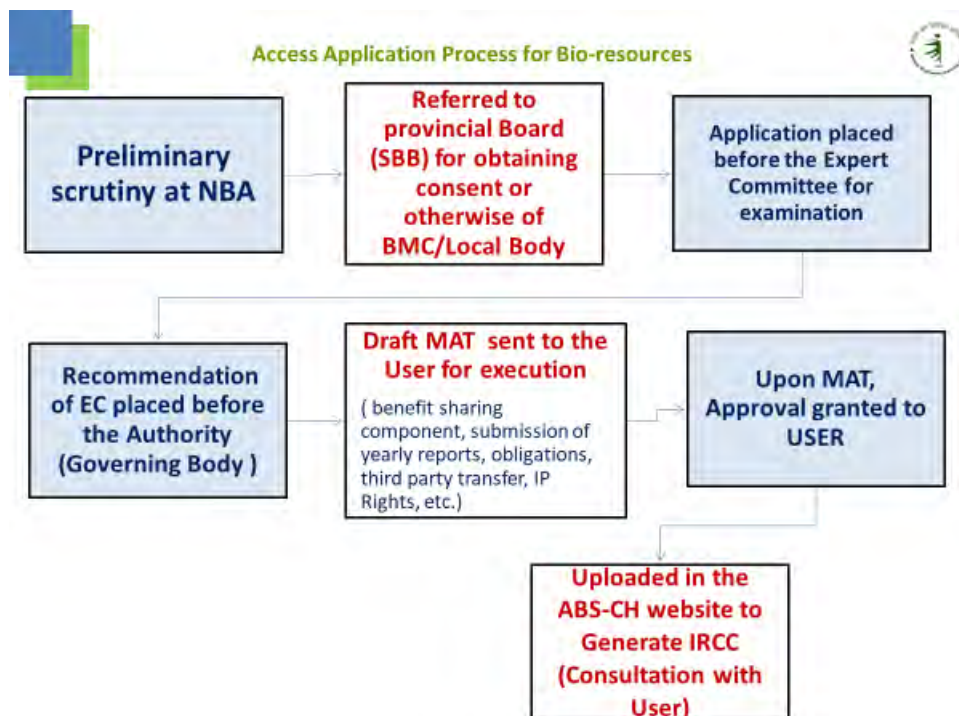 Access Application Process for Bio-resources
Preliminary
scrutiny at NBA
Referred to
provincial Board
(SBB) for obtaining
consent or
otherwise of
BMC/Local Body
Application placed
before the Expert
Committee for
examination
Recommendation
of EC placed before
the Authority
(Governing Body )
Draft MAT sent to the
User for execution
( benefit sharing
component, submission of
yearly reports, obligations,
third party transfer, IP
Rights, etc.)
Upon MAT,
Approval granted to
USER
Uploaded in the
ABS-CH website to
Generate IRCC
(Consultation with
User)